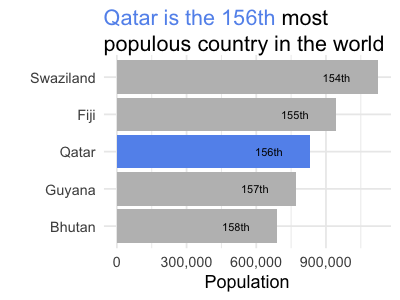 Qatar is the 156th most
populous country in the world
Swaziland 154th
Fiji 155th
Qatar 156th
Guyana 157th
Bhutan 158th
0 300,000 600,000 900,000
Population